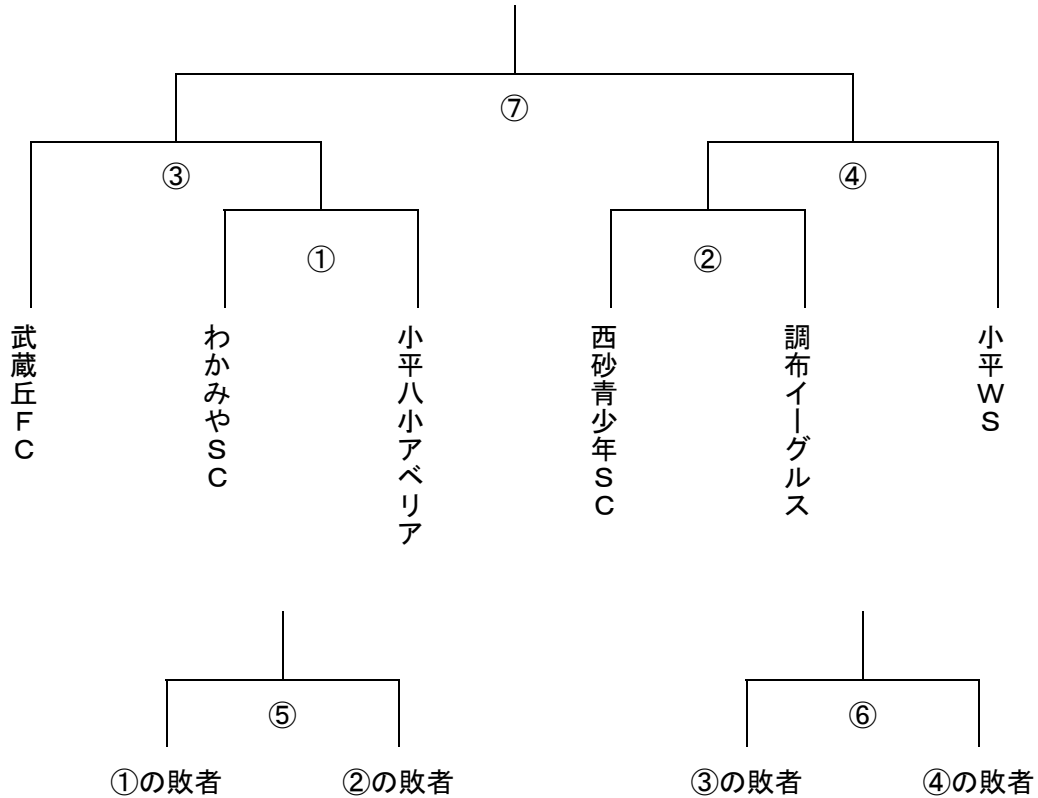 ⑦
③
④
①
②
武蔵丘FC
わかみやSC
小平八小アベリア
西砂青少年SC
調布イーグルス
小平WS
⑤
⑥
①の敗者
②の敗者
③の敗者
④の敗者